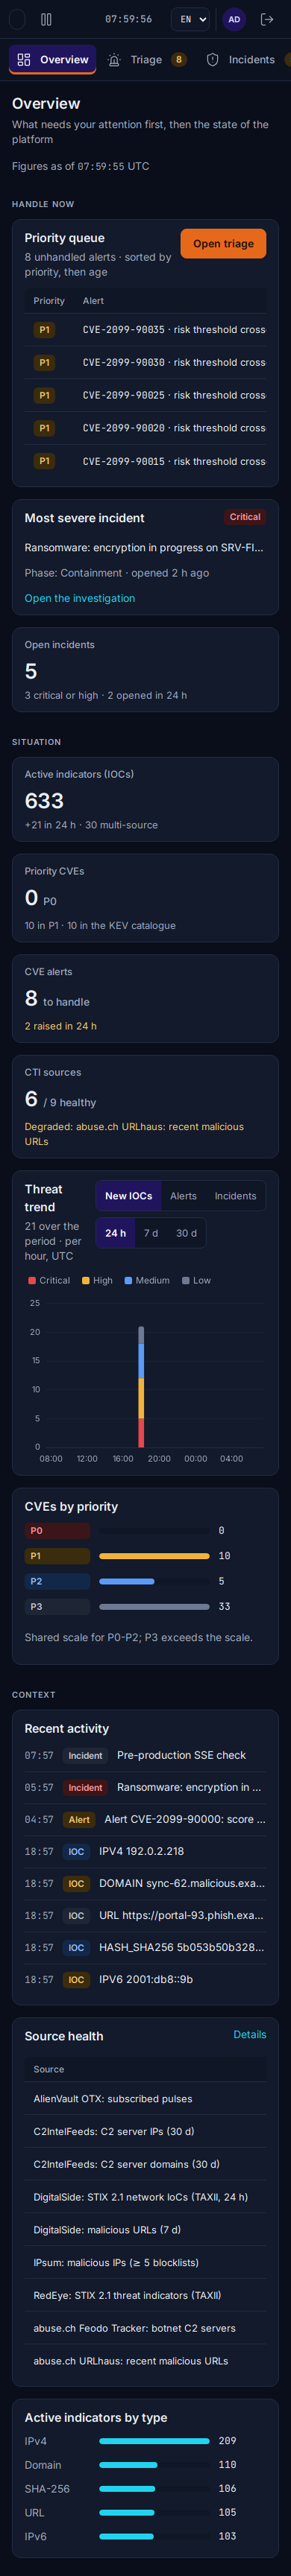 07:59:56 EN AD
Overview Triage 8 Incidents
Overview
What needs your attention first, then the state of the
platform
Figures as of 07:59:55 UTC
HANDLE NOW
Priority queue
8 unhandled alerts · sorted by
priority, then age
Open triage
Priority Alert
P1 CVE-2099-90035 · risk threshold cross
P1 CVE-2099-90030 · risk threshold cross
P1 CVE-2099-90025 · risk threshold cross
P1 CVE-2099-90020 · risk threshold cross
P1 CVE-2099-90015 · risk threshold cross
Most severe incident Critical
Ransomware: encryption in progress on SRV-FI...
Phase: Containment · opened 2 h ago
Open the investigation
Open incidents
5
3 critical or high · 2 opened in 24 h
SITUATION
Active indicators (IOCs)
633
+21 in 24 h · 30 multi-source
Priority CVEs
0 P0
10 in P1 · 10 in the KEV catalogue
CVE alerts
8 to handle
2 raised in 24 h
CTI sources
6 / 9 healthy
Degraded: abuse.ch URLhaus: recent malicious
URLs
Threat
trend
21 over the
period · per
hour, UTC
New IOCs Alerts Incidents
24 h 7 d 30 d
Critical High Medium Low
25
20
15
10
5
0
08:00 12:00 16:00 20:00 00:00 04:00
CVEs by priority
P0 0
P1 10
P2 5
P3 33
Shared scale for P0-P2; P3 exceeds the scale.
CONTEXT
Recent activity
07:57 Incident Pre-production SSE check
05:57 Incident Ransomware: encryption in ...
04:57 Alert Alert CVE-2099-90000: score ...
18:57 IOC IPV4 192.0.2.218
18:57 IOC DOMAIN sync-62.malicious.exa...
18:57 IOC URL https://portal-93.phish.exa...
18:57 IOC HASH_SHA256 5b053b50b328...
18:57 IOC IPV6 2001:db8::9b
Source health Details
Source
AlienVault OTX: subscribed pulses
C2IntelFeeds: C2 server IPs (30 d)
C2IntelFeeds: C2 server domains (30 d)
DigitalSide: STIX 2.1 network IoCs (TAXII, 24 h)
DigitalSide: malicious URLs (7 d)
IPsum: malicious IPs (≥ 5 blocklists)
RedEye: STIX 2.1 threat indicators (TAXII)
abuse.ch Feodo Tracker: botnet C2 servers
abuse.ch URLhaus: recent malicious URLs
Active indicators by type
IPv4 209
Domain 110
SHA-256 106
URL 105
IPv6 103